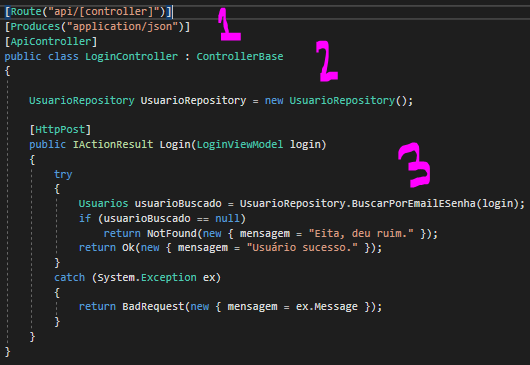 [Route("api/[controller]")]
1
[Produces("application/json")]
[ApiController]
public class LoginController : ControllerBase
2
{
UsuarioRepository UsuarioRepository = new UsuarioRepository();
[HttpPost]
public IActionResult Login(LoginViewModel login)
{
3
try
{
Usuarios usuarioBuscado = UsuarioRepository.BuscarPorEmailESenha(login);
if (usuarioBuscado == null)
return NotFound(new { mensagem = "Eita, deu ruim." });
return Ok(new { mensagem = "Usuário sucesso." });
}
catch (System.Exception ex)
{
return BadRequest(new { mensagem = ex.Message });
}
}
}